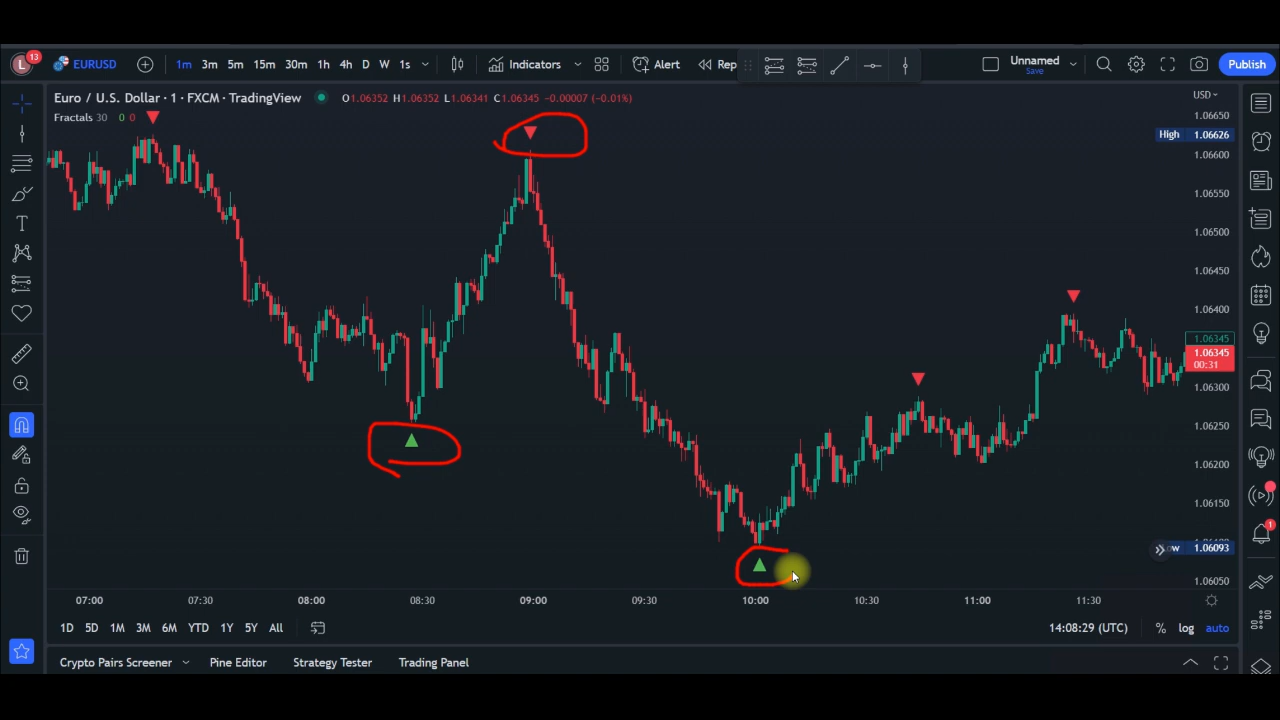 L 13 EURUSD 1m 3m 5m 15m 30m 1h 4h D W 1s Indicators Alert Rep Unnamed Save Publish
Euro / U.S. Dollar · 1 · FXCM · TradingView O1.06352 H1.06352 L1.06341 C1.06345 -0.00007 (-0.01%) USD
Fractals 30 0 0
1.06650
High 1.06626
1.06600
1.06550
1.06500
1.06450
1.06400
1.06345
1.06345
00:31
1.06300
1.06250
1.06200
1.06150
1.06093
1.06050
07:00 07:30 08:00 08:30 09:00 09:30 10:00 10:30 11:00 11:30
1D 5D 1M 3M 6M YTD 1Y 5Y All 14:08:29 (UTC) % log auto
Crypto Pairs Screener Pine Editor Strategy Tester Trading Panel
1